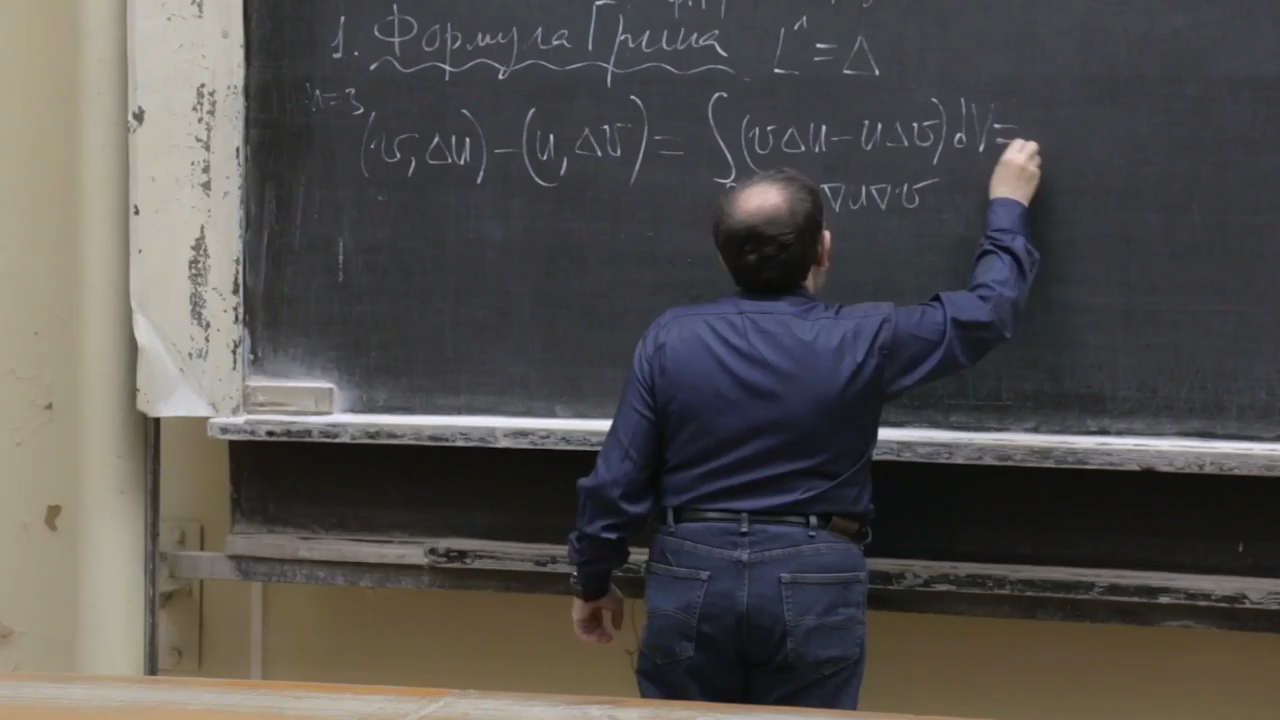 1. Формула Грина L^ = Δ
n=3
(v, Δu) – (u, Δv) = ∫(vΔu – uΔv)dV =
∇u∇v